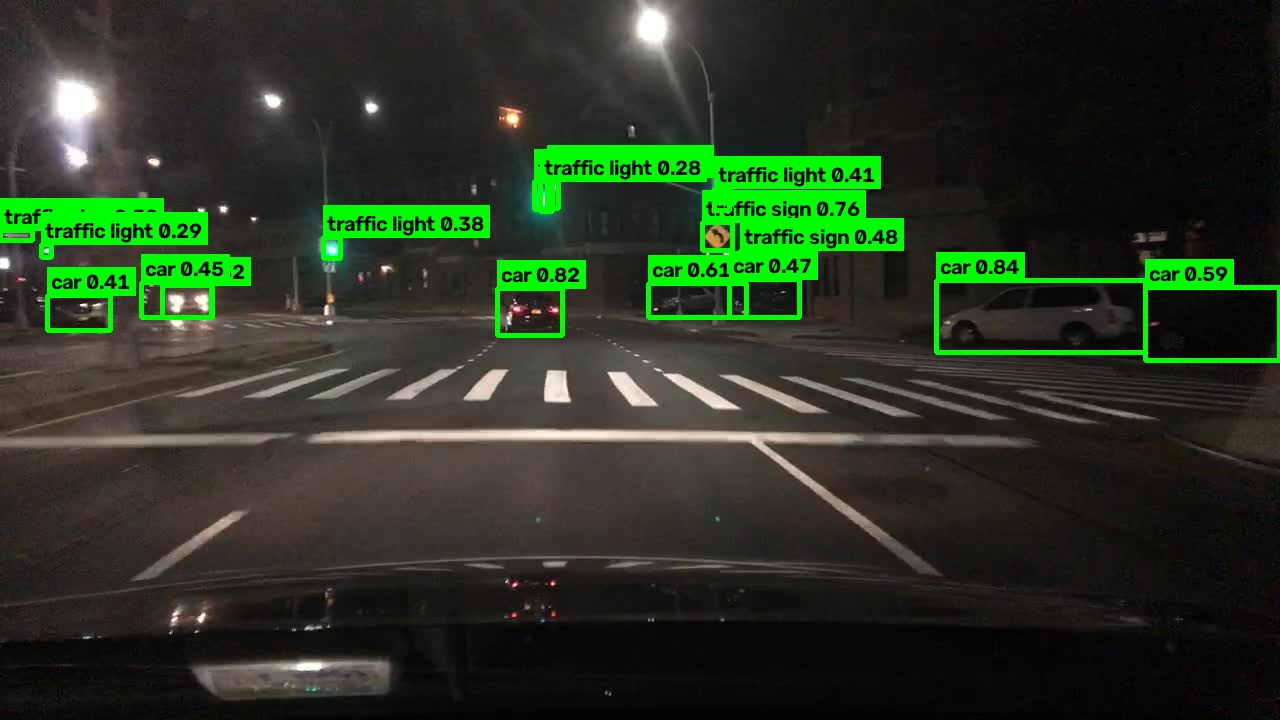 traffic light 0.28
traffic light 0.41
traffic sign 0.76
traffic light 0.38
traffic light 0.29
traffic sign 0.48
car 0.41
car 0.45
car 0.82
car 0.61
car 0.47
car 0.84
car 0.59